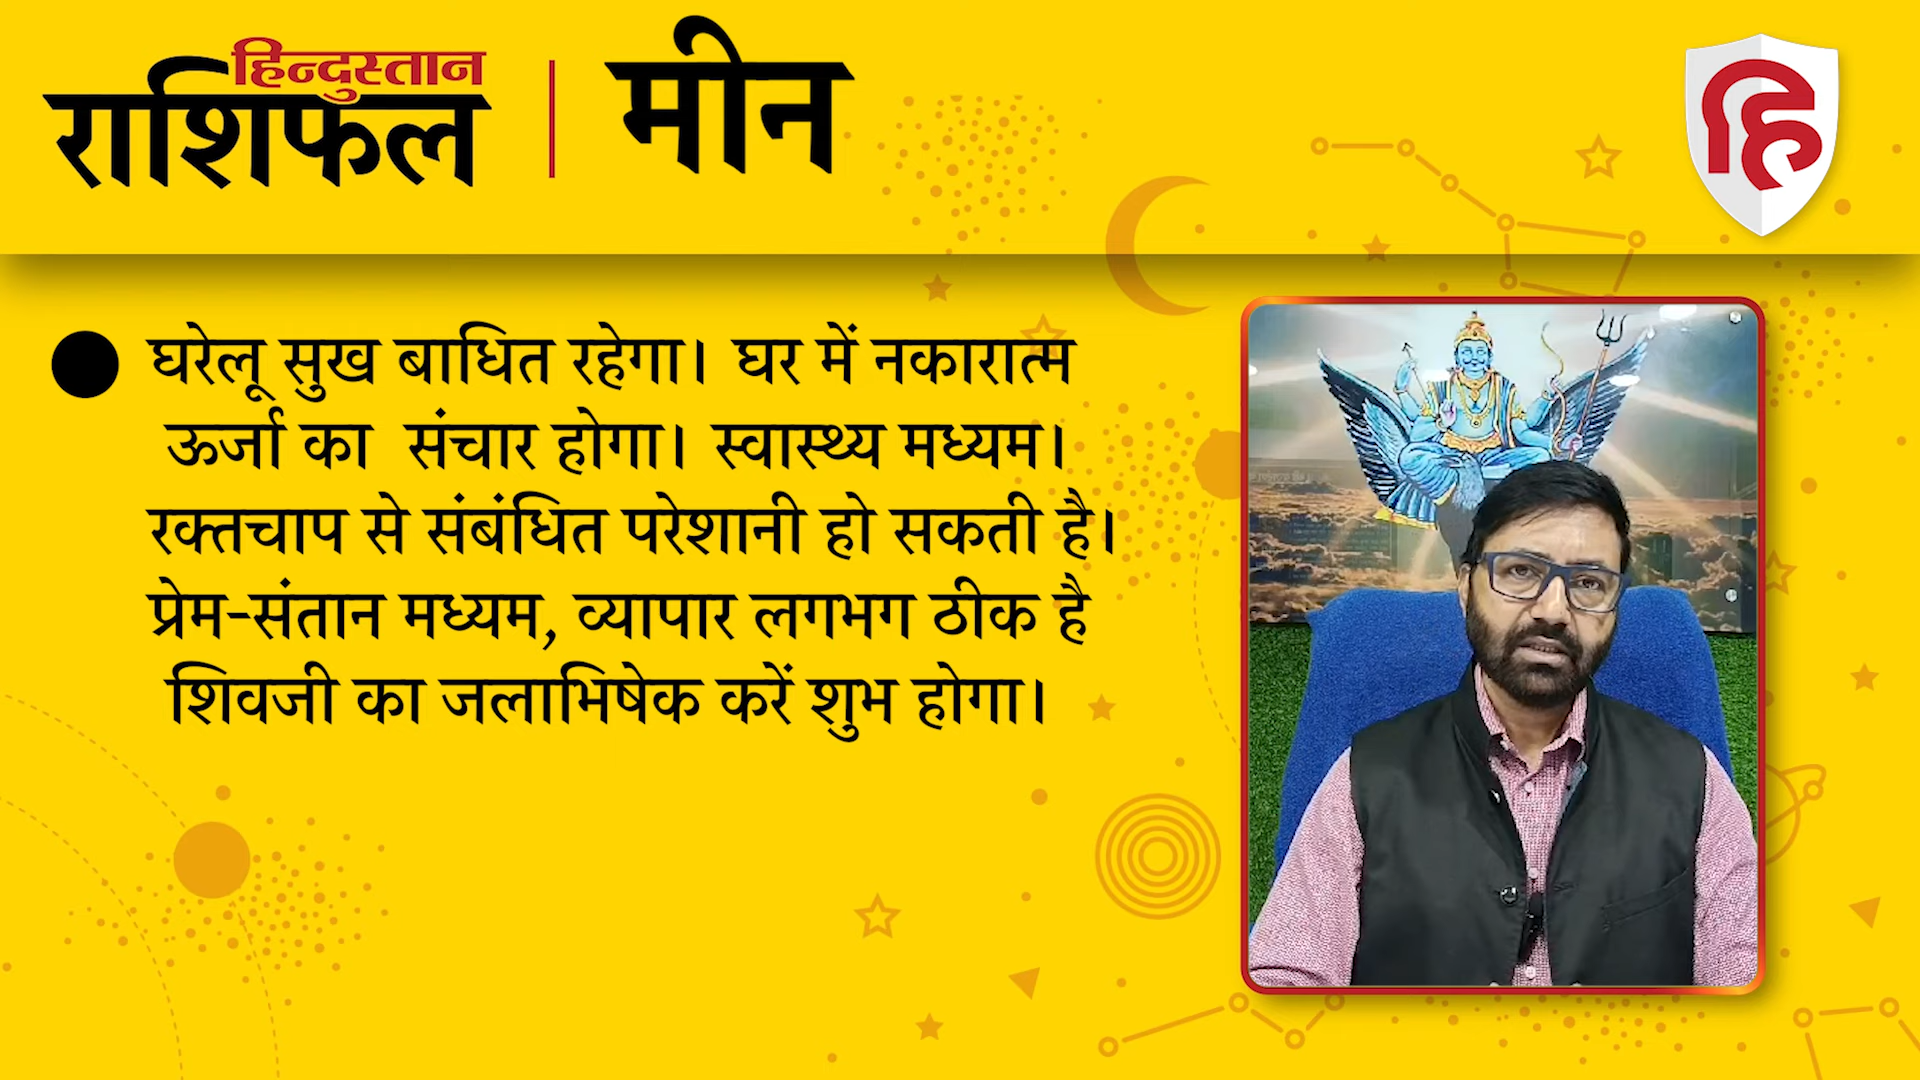 हिन्दुस्तान
राशिफल
मीन
हि
घरेलू सुख बाधित रहेगा। घर में नकारात्म
ऊर्जा का संचार होगा। स्वास्थ्य मध्यम।
रक्तचाप से संबंधित परेशानी हो सकती है।
प्रेम-संतान मध्यम, व्यापार लगभग ठीक है
शिवजी का जलाभिषेक करें शुभ होगा।